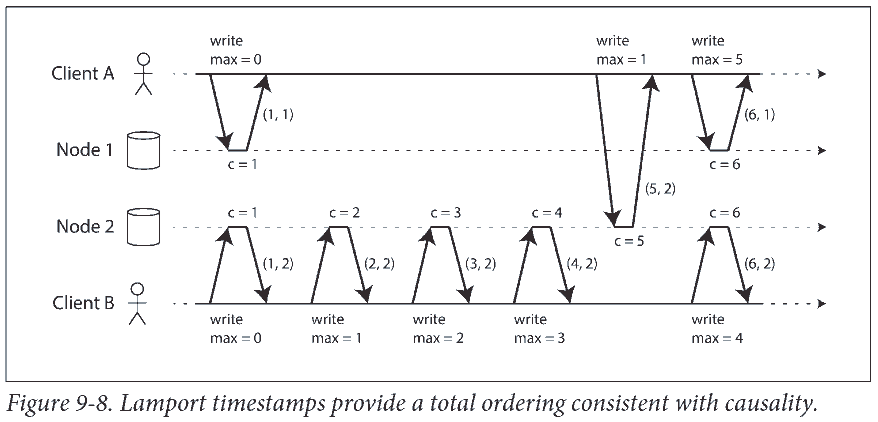 write write write
max = 0 max = 1 max = 5
Client A
(1, 1) (6, 1)
Node 1
c = 1 c = 6
(5, 2)
c = 1 c = 2 c = 3 c = 4 c = 6
Node 2
c = 5
(1, 2) (2, 2) (3, 2) (4, 2) (6, 2)
Client B
write write write write write
max = 0 max = 1 max = 2 max = 3 max = 4
Figure 9-8. Lamport timestamps provide a total ordering consistent with causality.